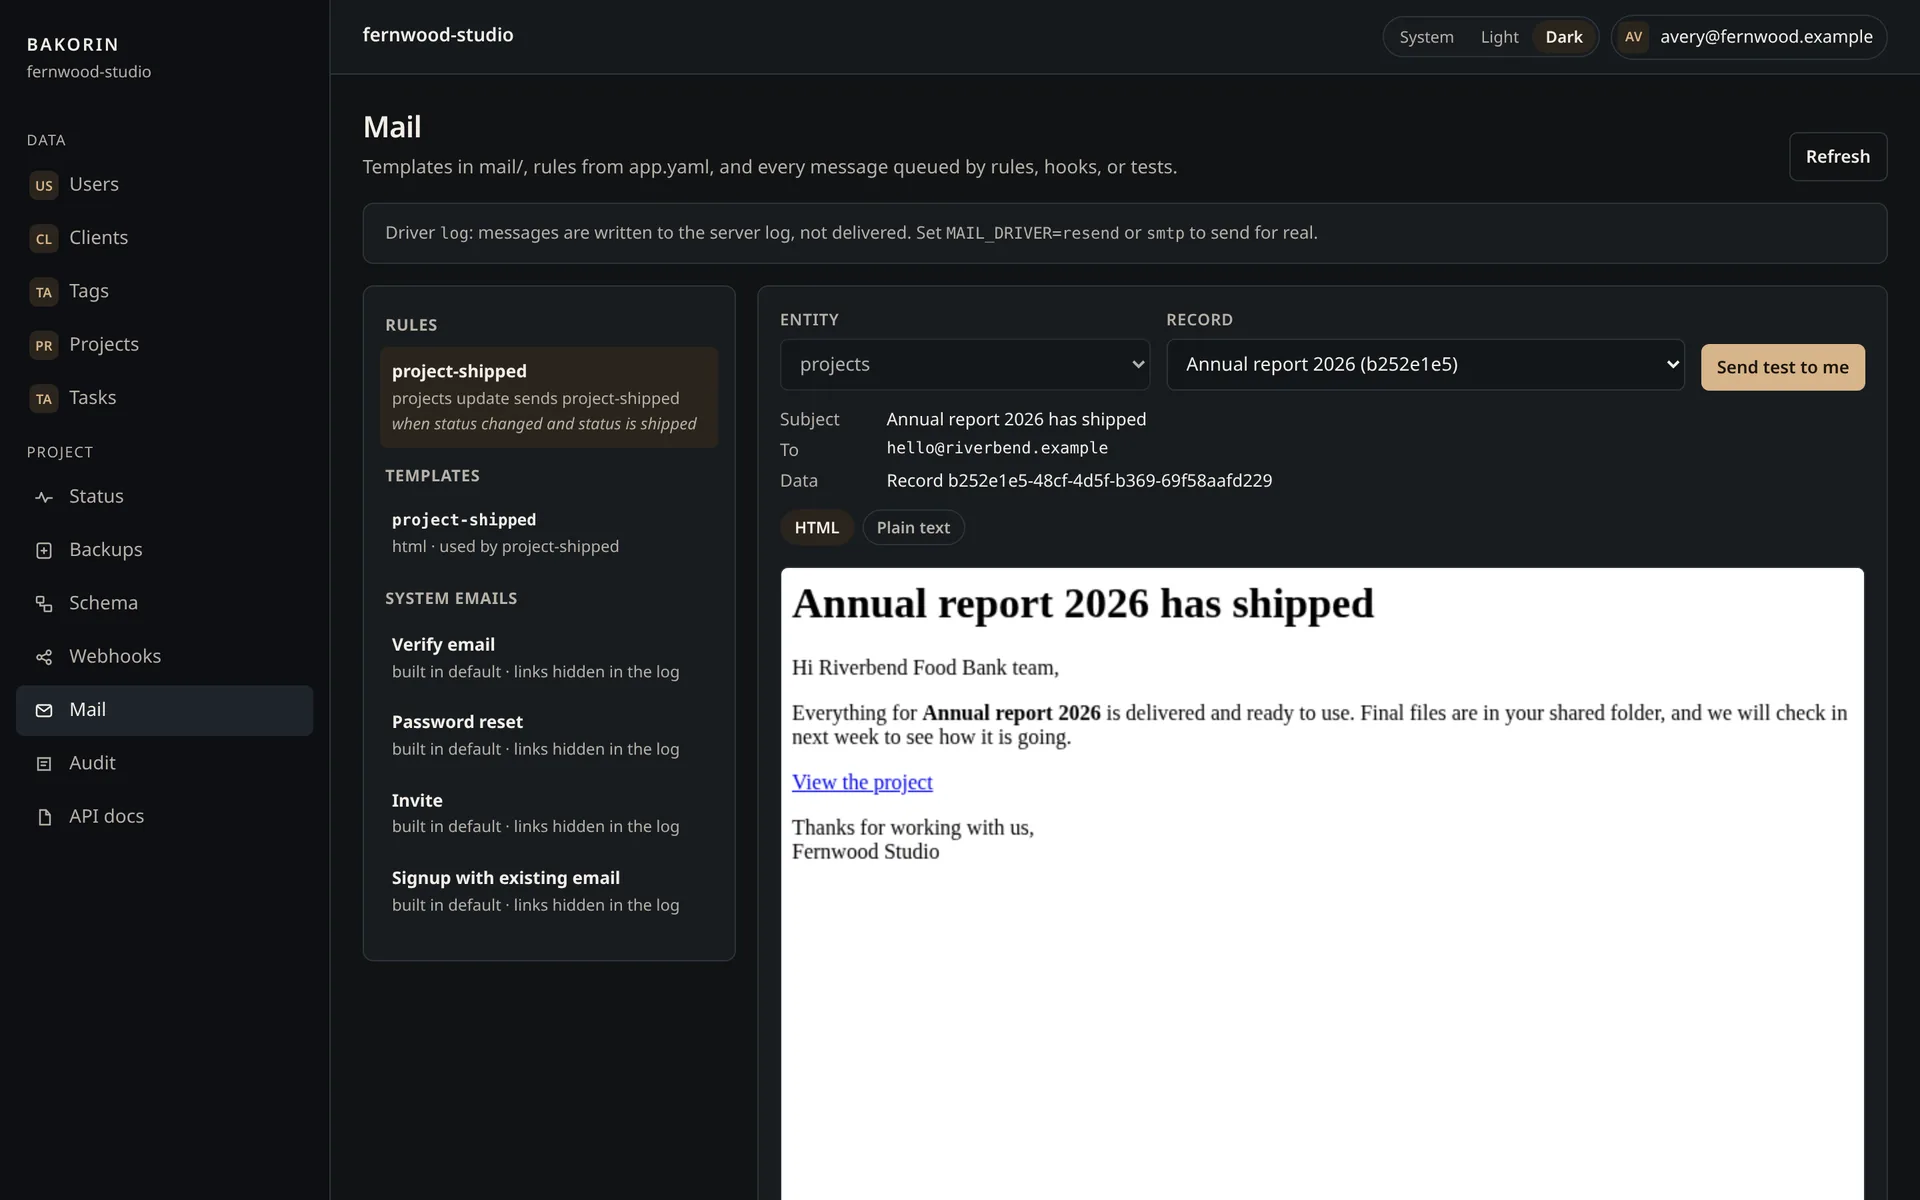 BAKORIN
fernwood-studio
DATA
US Users
CL Clients
TA Tags
PR Projects
TA Tasks
PROJECT
Status
Backups
Schema
Webhooks
Mail
Audit
API docs
fernwood-studio
System Light Dark
AV avery@fernwood.example
Mail
Templates in mail/, rules from app.yaml, and every message queued by rules, hooks, or tests.
Refresh
Driver log: messages are written to the server log, not delivered. Set MAIL_DRIVER=resend or smtp to send for real.
RULES
project-shipped
projects update sends project-shipped
when status changed and status is shipped
TEMPLATES
project-shipped
html · used by project-shipped
SYSTEM EMAILS
Verify email
built in default · links hidden in the log
Password reset
built in default · links hidden in the log
Invite
built in default · links hidden in the log
Signup with existing email
built in default · links hidden in the log
ENTITY
projects
RECORD
Annual report 2026 (b252e1e5)
Send test to me
Subject Annual report 2026 has shipped
To hello@riverbend.example
Data Record b252e1e5-48cf-4d5f-b369-69f58aafd229
HTML Plain text
Annual report 2026 has shipped
Hi Riverbend Food Bank team,
Everything for Annual report 2026 is delivered and ready to use. Final files are in your shared folder, and we will check in
next week to see how it is going.
View the project
Thanks for working with us,
Fernwood Studio